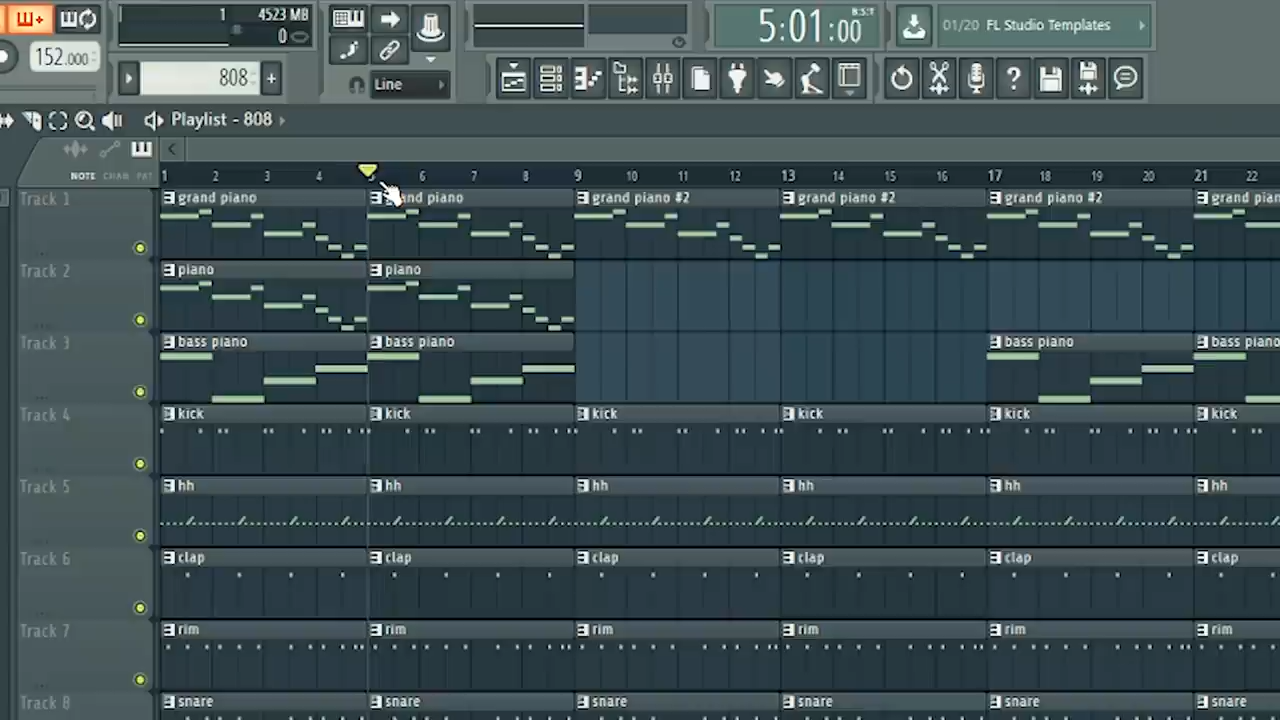 1 4523 MB
0
5:01:00 B:S:T
01/20 FL Studio Templates
152.000
808
Line
Playlist - 808
NOTE CHAN PAT
1 2 3 4 5 6 7 8 9 10 11 12 13 14 15 16 17 18 19 20 21 22
Track 1 grand piano grand piano grand piano #2 grand piano #2 grand piano #2 grand pian
Track 2 piano piano
Track 3 bass piano bass piano bass piano bass piano
Track 4 kick kick kick kick kick kick
Track 5 hh hh hh hh hh hh
Track 6 clap clap clap clap clap clap
Track 7 rim rim rim rim rim rim
Track 8 snare snare snare snare snare snare